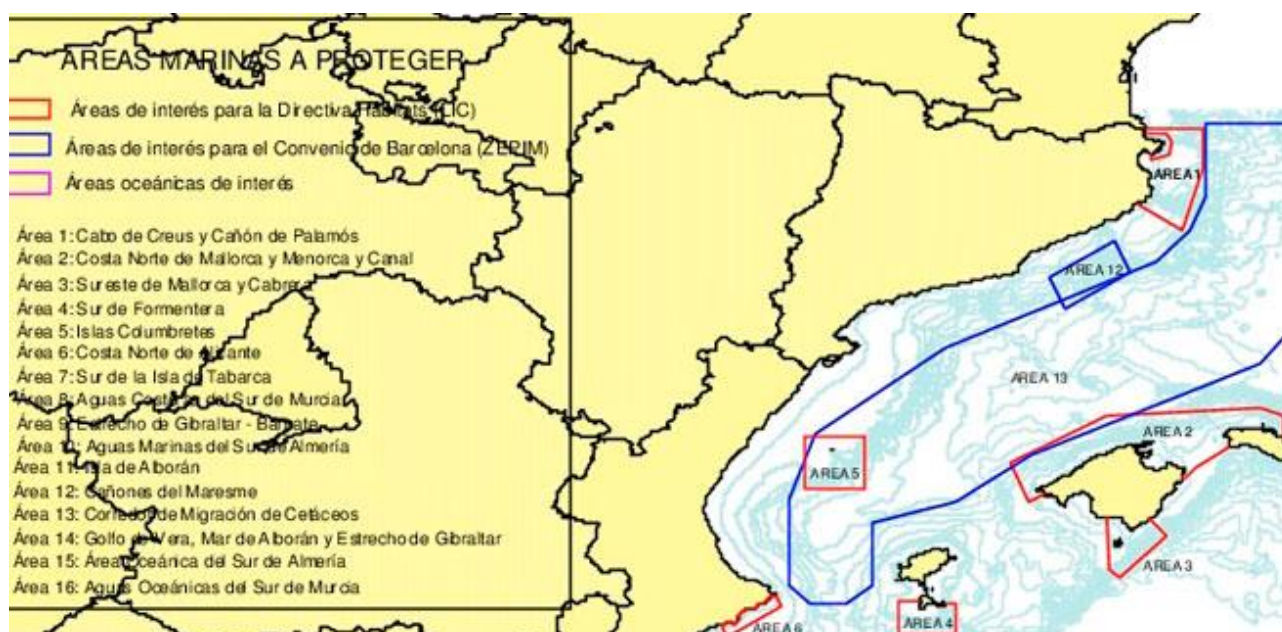 AREAS MARINAS A PROTEGER
Áreas de interés para la Directiva Hábitats (LIC)
Áreas de interés para el Convenio de Barcelona (ZEPIM)
Áreas oceánicas de interés
Área 1: Cabo de Creus y Cañón de Palamós
Área 2: Costa Norte de Mallorca y Menorca y Canal
Área 3: Sureste de Mallorca y Cabrera
Área 4: Sur de Formentera
Área 5: Islas Columbretes
Área 6: Costa Norte de Alicante
Área 7: Sur de la Isla de Tabarca
Área 8: Aguas Costeras del Sur de Murcia
Área 9: Estrecho de Gibraltar - Barbate
Área 10: Aguas Marinas del Sur de Almería
Área 11: Isla de Alborán
Área 12: Cañones del Maresme
Área 13: Corredor de Migración de Cetáceos
Área 14: Golfo de Vera, Mar de Alborán y Estrecho de Gibraltar
Área 15: Área Oceánica del Sur de Almería
Área 16: Aguas Oceánicas del Sur de Murcia
AREA 1
AREA 12
AREA 13
AREA 2
AREA 5
AREA 3
AREA 4
AREA 6